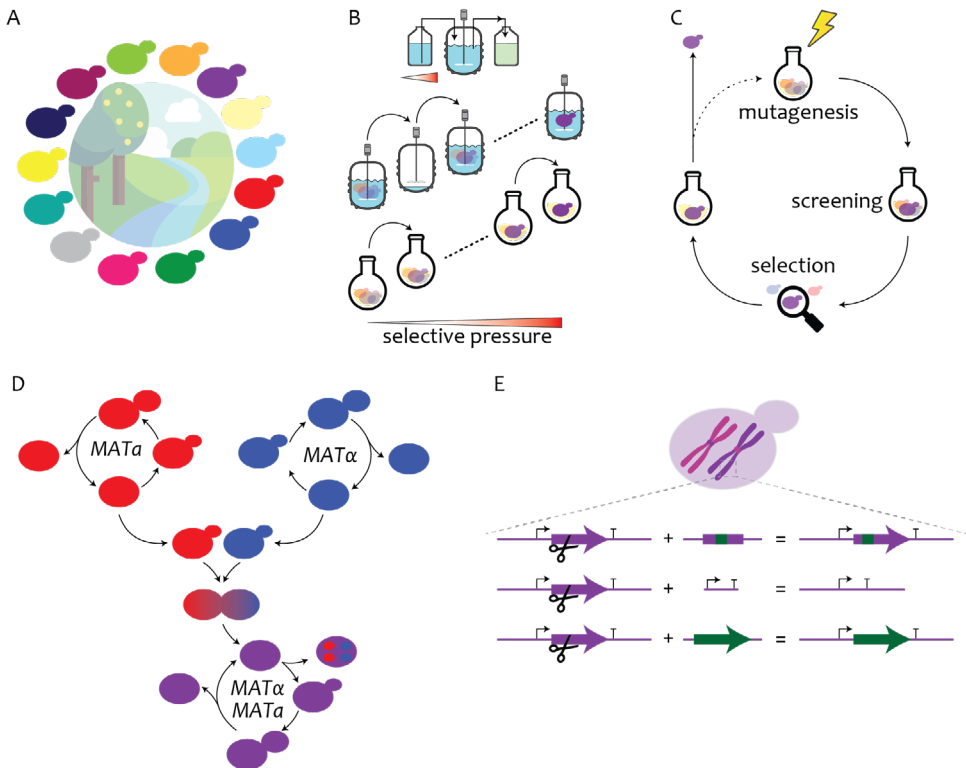 A
B
selective pressure
C
mutagenesis
screening
selection
D
MATa
MATα
MATα
MATa
E
+ =
+ =
+ =